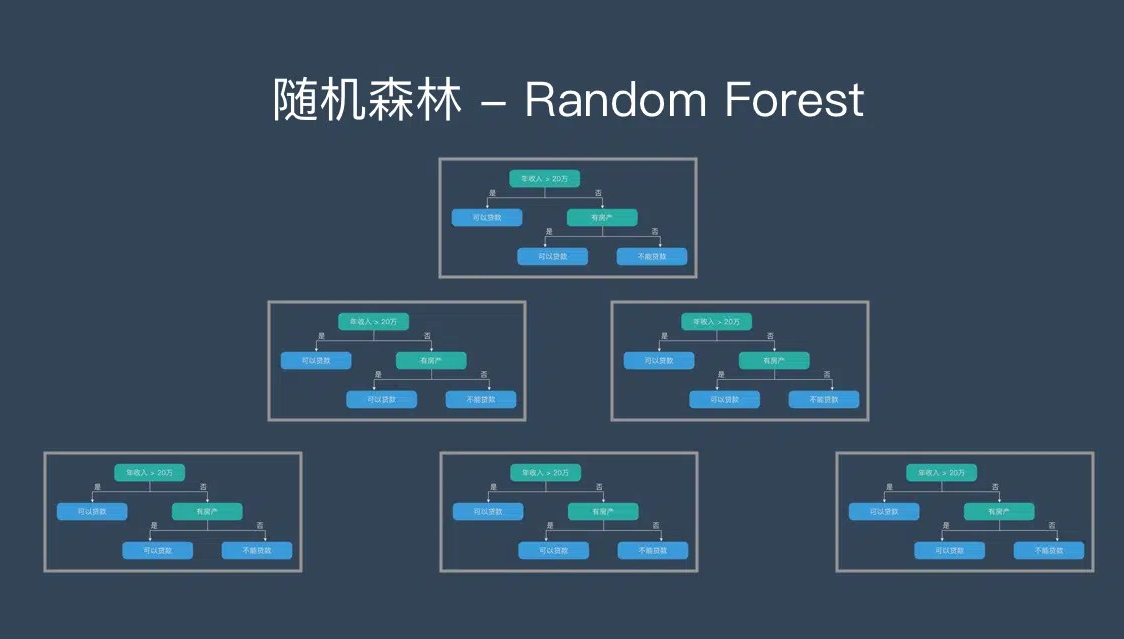 随机森林 – Random Forest
年收入 > 20万
是 否
可以贷款 有房产
是 否
可以贷款 不能贷款
年收入 > 20万
是 否
可以贷款 有房产
是 否
可以贷款 不能贷款
年收入 > 20万
是 否
可以贷款 有房产
是 否
可以贷款 不能贷款
年收入 > 20万
是 否
可以贷款 有房产
是 否
可以贷款 不能贷款
年收入 > 20万
是 否
可以贷款 有房产
是 否
可以贷款 不能贷款
年收入 > 20万
是 否
可以贷款 有房产
是 否
可以贷款 不能贷款